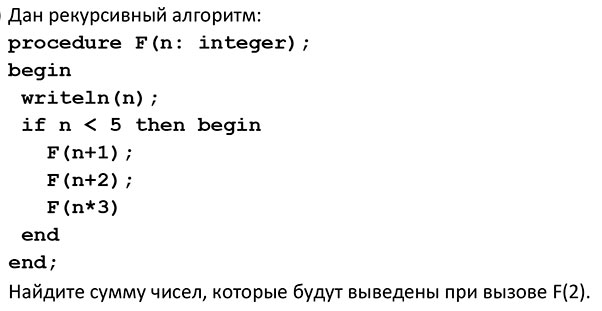 ) Дан рекурсивный алгоритм:
procedure F(n: integer);
begin
writeln(n);
if n < 5 then begin
F(n+1);
F(n+2);
F(n*3)
end
end;
Найдите сумму чисел, которые будут выведены при вызове F(2).